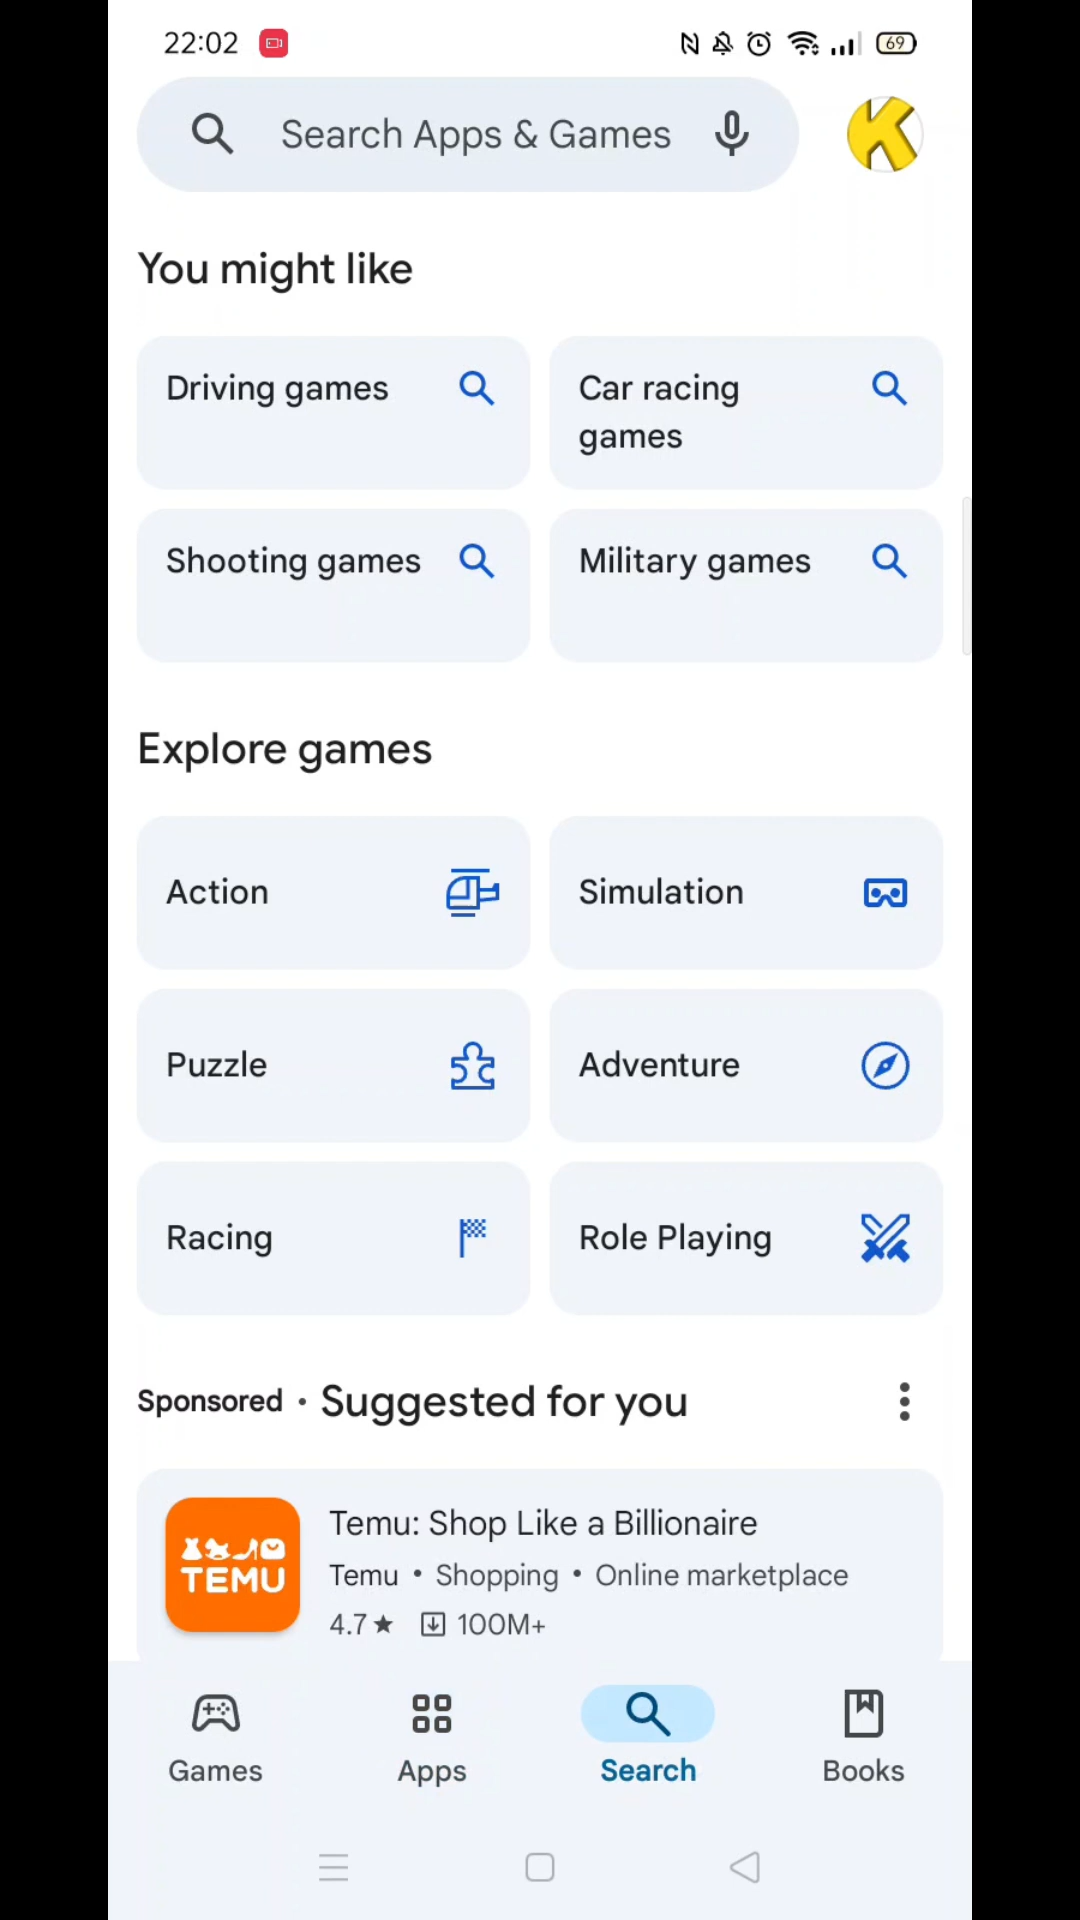 22:02
69
Search Apps & Games
You might like
Driving games
Car racing
games
Shooting games
Military games
Explore games
Action
Simulation
Puzzle
Adventure
Racing
Role Playing
Sponsored • Suggested for you
TEMU
Temu: Shop Like a Billionaire
Temu • Shopping • Online marketplace
4.7★ 100M+
Games
Apps
Search
Books